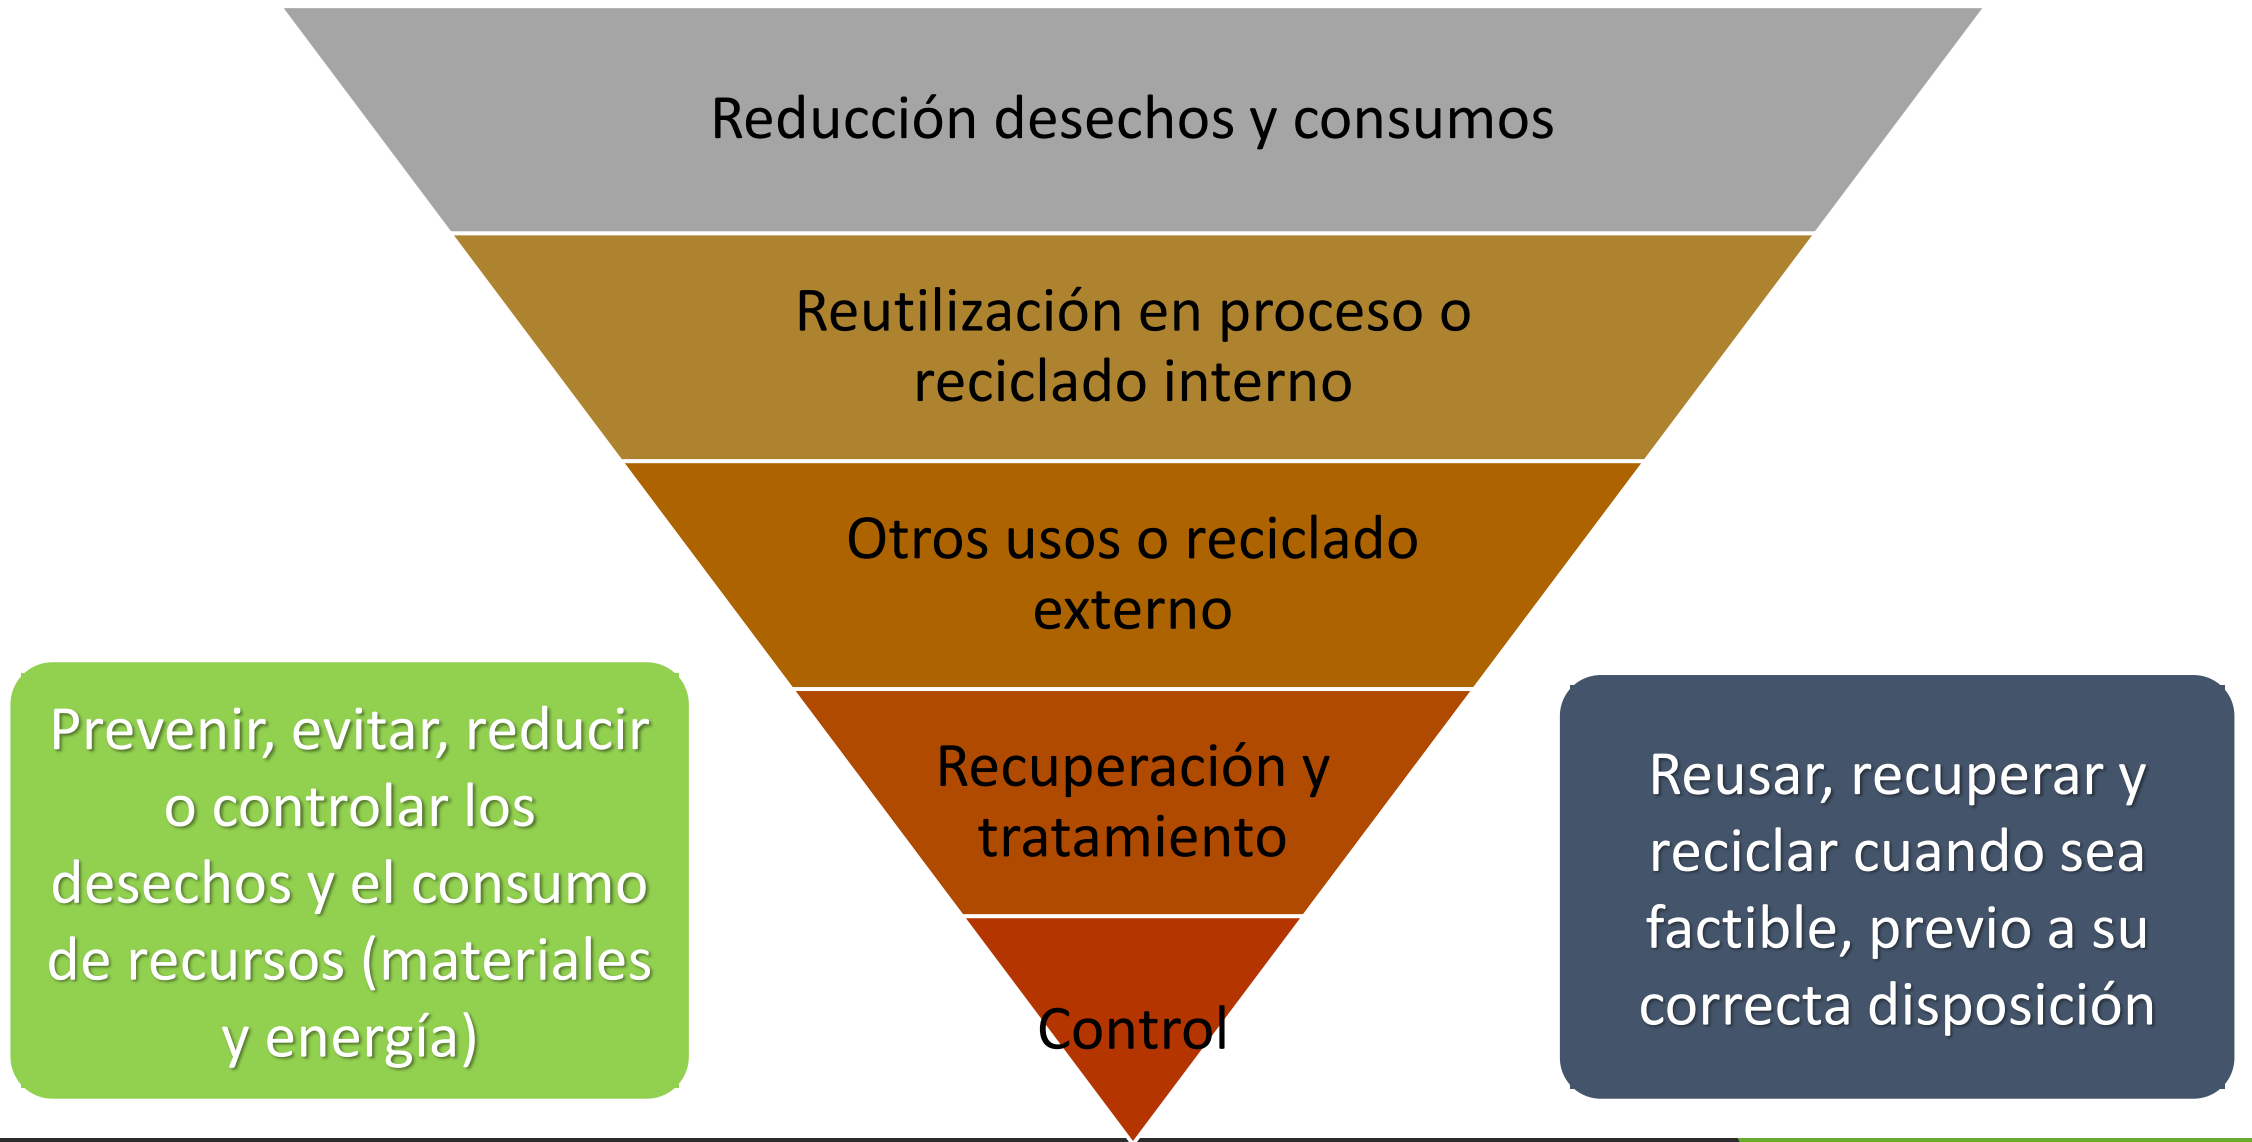 Reducción desechos y consumos
Reutilización en proceso o
reciclado interno
Otros usos o reciclado
externo
Recuperación y
tratamiento
Control
Prevenir, evitar, reducir
o controlar los
desechos y el consumo
de recursos (materiales
y energía)
Reusar, recuperar y
reciclar cuando sea
factible, previo a su
correcta disposición